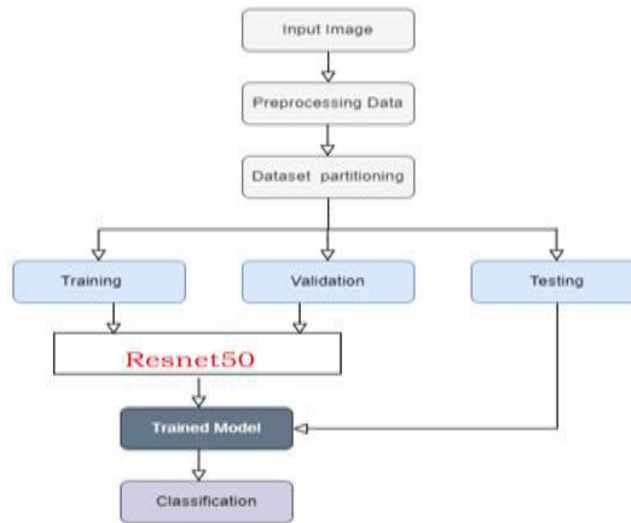 Input Image
Preprocessing Data
Dataset partitioning
Training
Validation
Testing
Resnet50
Trained Model
Classification